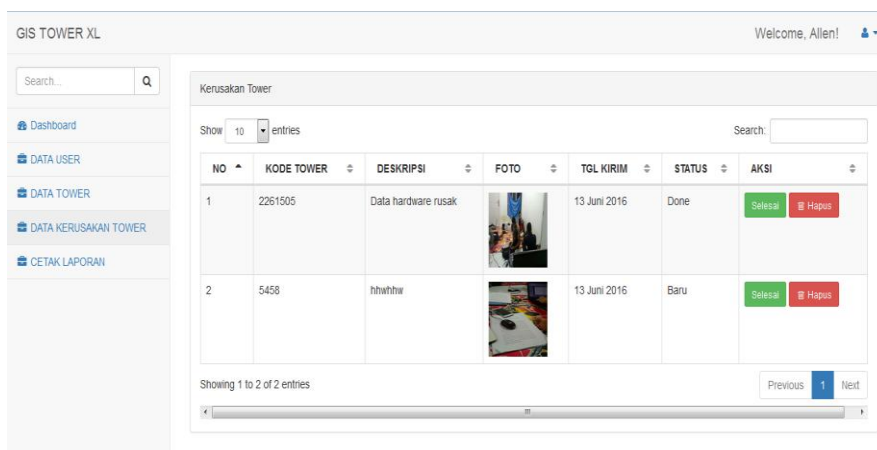 GIS TOWER XL
Welcome, Allen!
Search...
Dashboard
DATA USER
DATA TOWER
DATA KERUSAKAN TOWER
CETAK LAPORAN
Kerusakan Tower
Show 10 entries
Search:
NO KODE TOWER DESKRIPSI FOTO TGL KIRIM STATUS AKSI
1 2261505 Data hardware rusak 13 Juni 2016 Done Selesai Hapus
2 5458 hhwhhw 13 Juni 2016 Baru Selesai Hapus
Showing 1 to 2 of 2 entries
Previous 1 Next